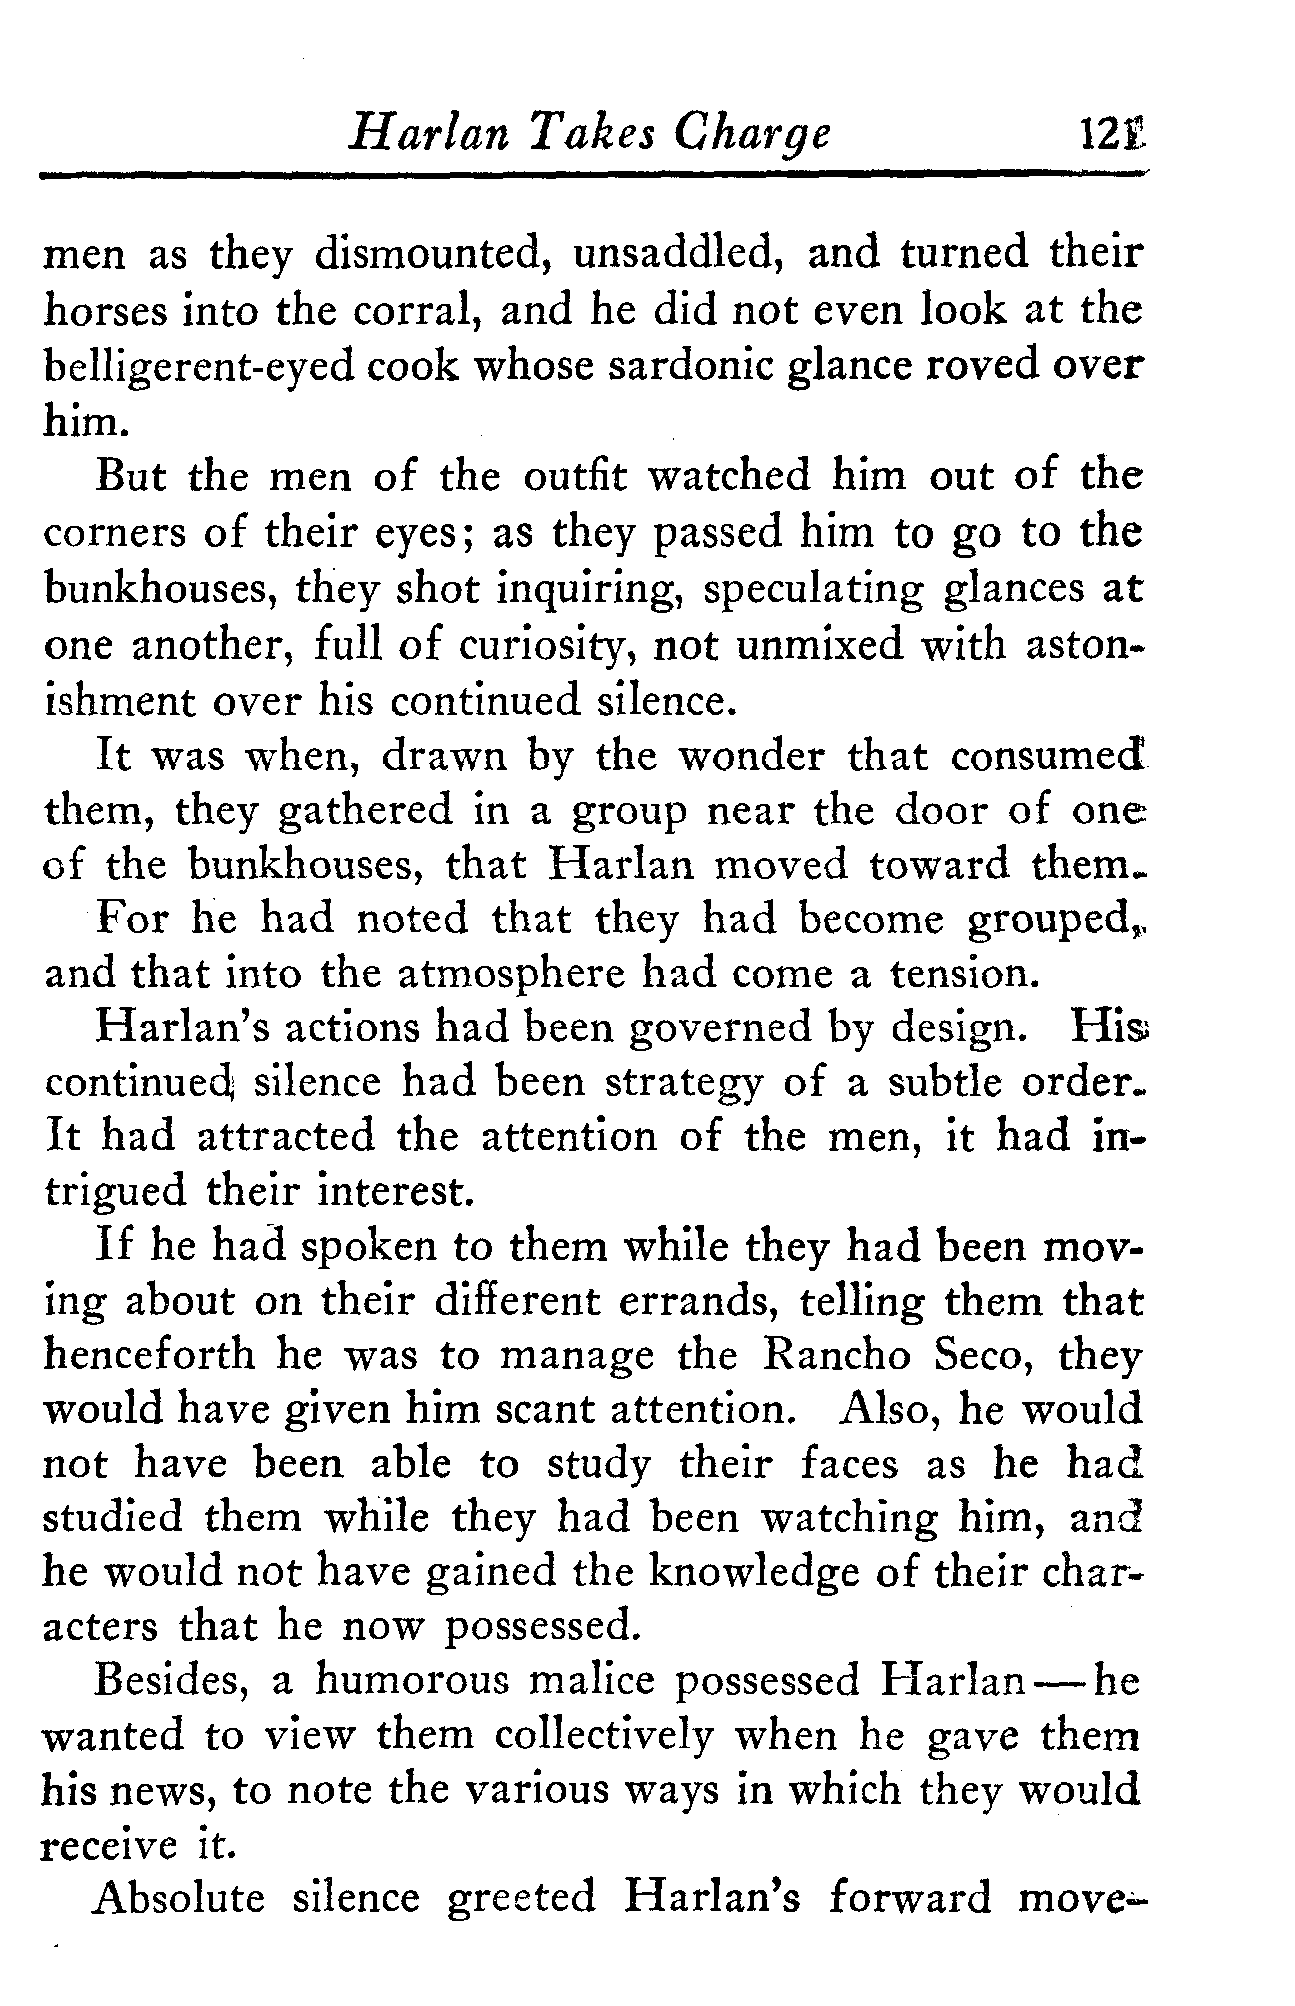 Harlan Takes Charge 121
men as they dismounted, unsaddled, and turned their
horses into the corral, and he did not even look at the
belligerent-eyed cook whose sardonic glance roved over
him.
But the men of the outfit watched him out of the
corners of their eyes; as they passed him to go to the
bunkhouses, they shot inquiring, speculating glances at
one another, full of curiosity, not unmixed with aston-
ishment over his continued silence.
It was when, drawn by the wonder that consumed
them, they gathered in a group near the door of one
of the bunkhouses, that Harlan moved toward them.
For he had noted that they had become grouped,
and that into the atmosphere had come a tension.
Harlan's actions had been governed by design. His
continued silence had been strategy of a subtle order.
It had attracted the attention of the men, it had in-
trigued their interest.
If he had spoken to them while they had been mov-
ing about on their different errands, telling them that
henceforth he was to manage the Rancho Seco, they
would have given him scant attention. Also, he would
not have been able to study their faces as he had
studied them while they had been watching him, and
he would not have gained the knowledge of their char-
acters that he now possessed.
Besides, a humorous malice possessed Harlan—he
wanted to view them collectively when he gave them
his news, to note the various ways in which they would
receive it.
Absolute silence greeted Harlan's forward move-